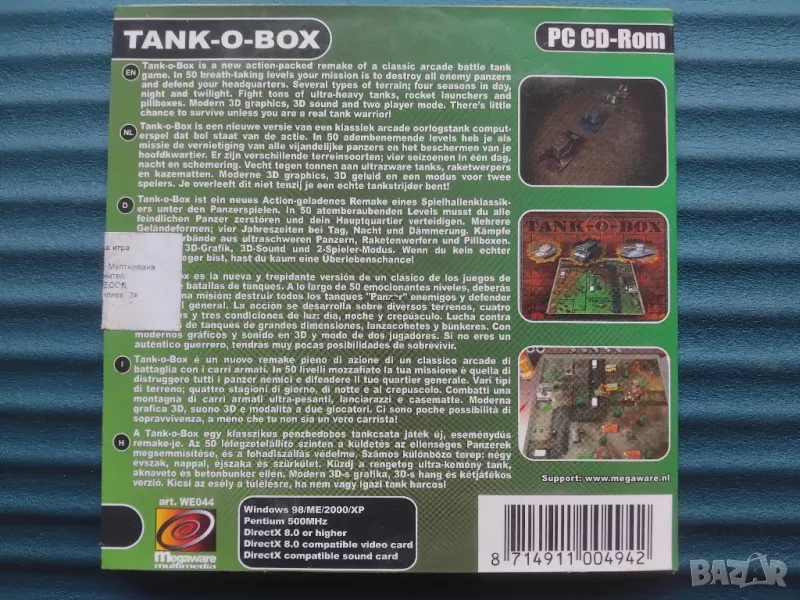 TANK-O-BOX
PC CD-Rom
EN
Tank-o-Box is a new action-packed remake of a classic arcade battle tank
game. In 50 breath-taking levels your mission is to destroy all enemy panzers
and defend your headquarters. Several types of terrain; four seasons in day,
night and twilight. Fight tons of ultra-heavy tanks, rocket launchers and
pillboxes. Modern 3D graphics, 3D sound and two player mode. There's little
chance to survive unless you are a real tank warrior!
NL
Tank-o-Box is een nieuwe versie van een klassiek arcade oorlogstank comput-
erspel dat bol staat van de actie. In 50 adembenemende levels heb je als
missie de vernietiging van alle vijandelijke panzers en het beschermen van je
hoofdkwartier. Er zijn verschillende terreinsoorten; vier seizoenen in één dag,
nacht en schemering. Vecht tegen tonnen aan ultrazware tanks, raketwerpers
en kazematten. Moderne 3D graphics, 3D geluid en een modus voor twee
spelers. Je overleeft dit niet tenzij je een echte tankstrijder bent!
D
Tank-o-Box ist ein neues Action-geladenes Remake eines Spielhallenklassik-
ers unter den Panzerspielen. In 50 atemberaubenden Levels musst du alle
feindlichen Panzer zerstören und dein Hauptquartier verteidigen. Mehrere
Geländeformen; vier Jahreszeiten bei Tag, Nacht und Dämmerung. Kämpfe
rbände aus ultraschweren Panzern, Raketenwerfern und Pillboxen.
3D-Grafik, 3D-Sound und 2-Spieler-Modus. Wenn du kein echter
eger bist, hast du kaum eine Überlebenschance!
Box es la nueva y trepidante versión de un clásico de los juegos de
batallas de tanques. A lo largo de 50 emocionantes niveles, deberás
na misión: destruir todos los tanques "Panzer" enemigos y defender
l general. La acción se desarrolla sobre diversos terrenos, cuatro
s y tres condiciones de luz: día, noche y crepúsculo. Lucha contra
de tanques de grandes dimensiones, lanzacohetes y búnkeres. Con
modernos gráficos y sonido en 3D y modo de dos jugadores. Si no eres un
auténtico guerrero, tendrás muy pocas posibilidades de sobrevivir.
I
Tank-o-Box è un nuovo remake pieno di azione di un classico arcade di
battaglia con i carri armati. In 50 livelli mozzafiato la tua missione è quella di
distruggere tutti i panzer nemici e difendere il tuo quartier generale. Vari tipi
di terreno; quattro stagioni di giorno, di notte e al crepuscolo. Combatti una
montagna di carri armati ultra-pesanti, lanciarazzi e casematte. Moderna
grafica 3D, suono 3D e modalità a due giocatori. Ci sono poche possibilità di
sopravvivenza, a meno che tu non sia un vero carrista!
H
A Tank-o-Box egy klasszikus pénzbedobós tankcsata játék új, eseménydús
remake-je. Az 50 lélegzetelállító szinten a küldetés az elenséges Panzerek
megsemmisítése, és a fohadiszállás védelme. Számos különbözo terep: négy
évszak, nappal, éjszaka és szürkület. Küzdj a rengeteg ultra-kemény tank,
aknaveto és betonbunker ellen. Modern 3D-s grafika, 3D-s hang és kétjátékos
verzió. Kicsi az esély a túlélésre, ha nem vagy igazi tank harcos!
а игра
Мултимедиа
нител
ЕООД
24
TANK-O-BOX
Support: www.megaware.nl
art. WE044
Megaware
multimedia
Windows 98/ME/2000/XP
Pentium 500MHz
DirectX 8.0 or higher
DirectX 8.0 compatible video card
DirectX compatible sound card
8 714911 004942
BAZAR